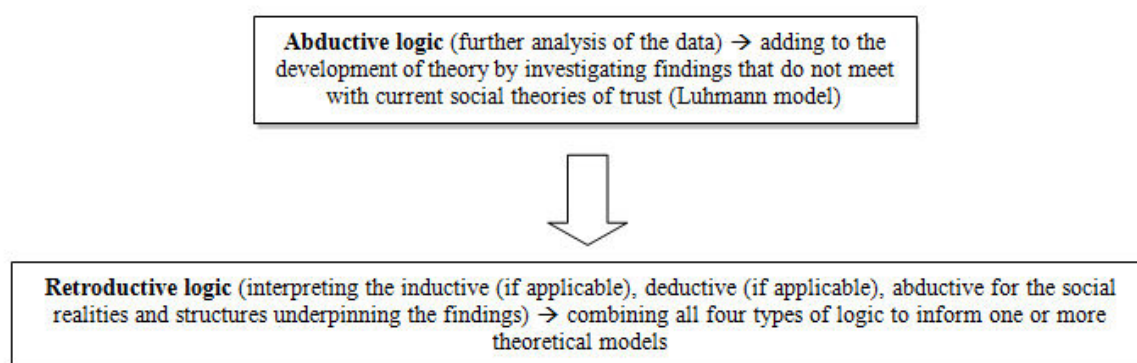 Abductive logic (further analysis of the data) → adding to the
development of theory by investigating findings that do not meet
with current social theories of trust (Luhmann model)
Retroductive logic (interpreting the inductive (if applicable), deductive (if applicable), abductive for the social
realities and structures underpinning the findings) → combining all four types of logic to inform one or more
theoretical models